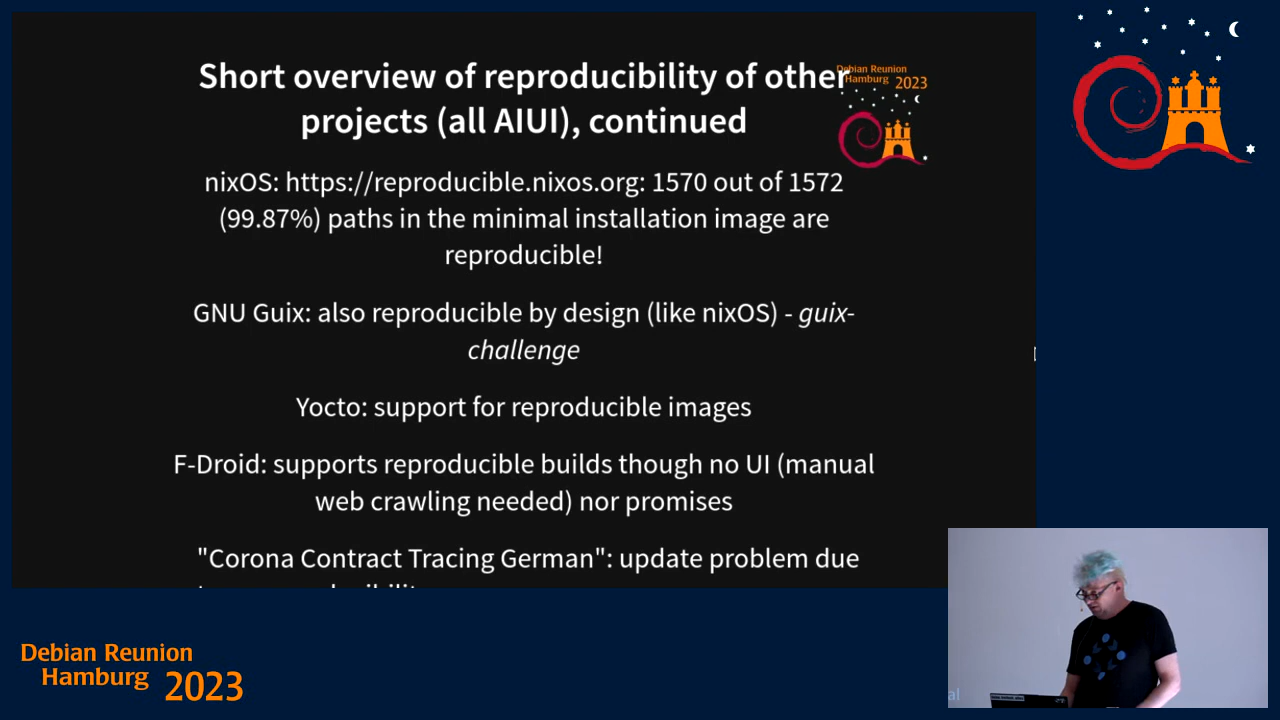 Short overview of reproducibility of other
projects (all AIUI), continued
Debian Reunion
Hamburg 2023
nixOS: https://reproducible.nixos.org: 1570 out of 1572
(99.87%) paths in the minimal installation image are
reproducible!
GNU Guix: also reproducible by design (like nixOS) - guix-
challenge
Yocto: support for reproducible images
F-Droid: supports reproducible builds though no UI (manual
web crawling needed) nor promises
"Corona Contract Tracing German": update problem due
Debian Reunion
Hamburg 2023